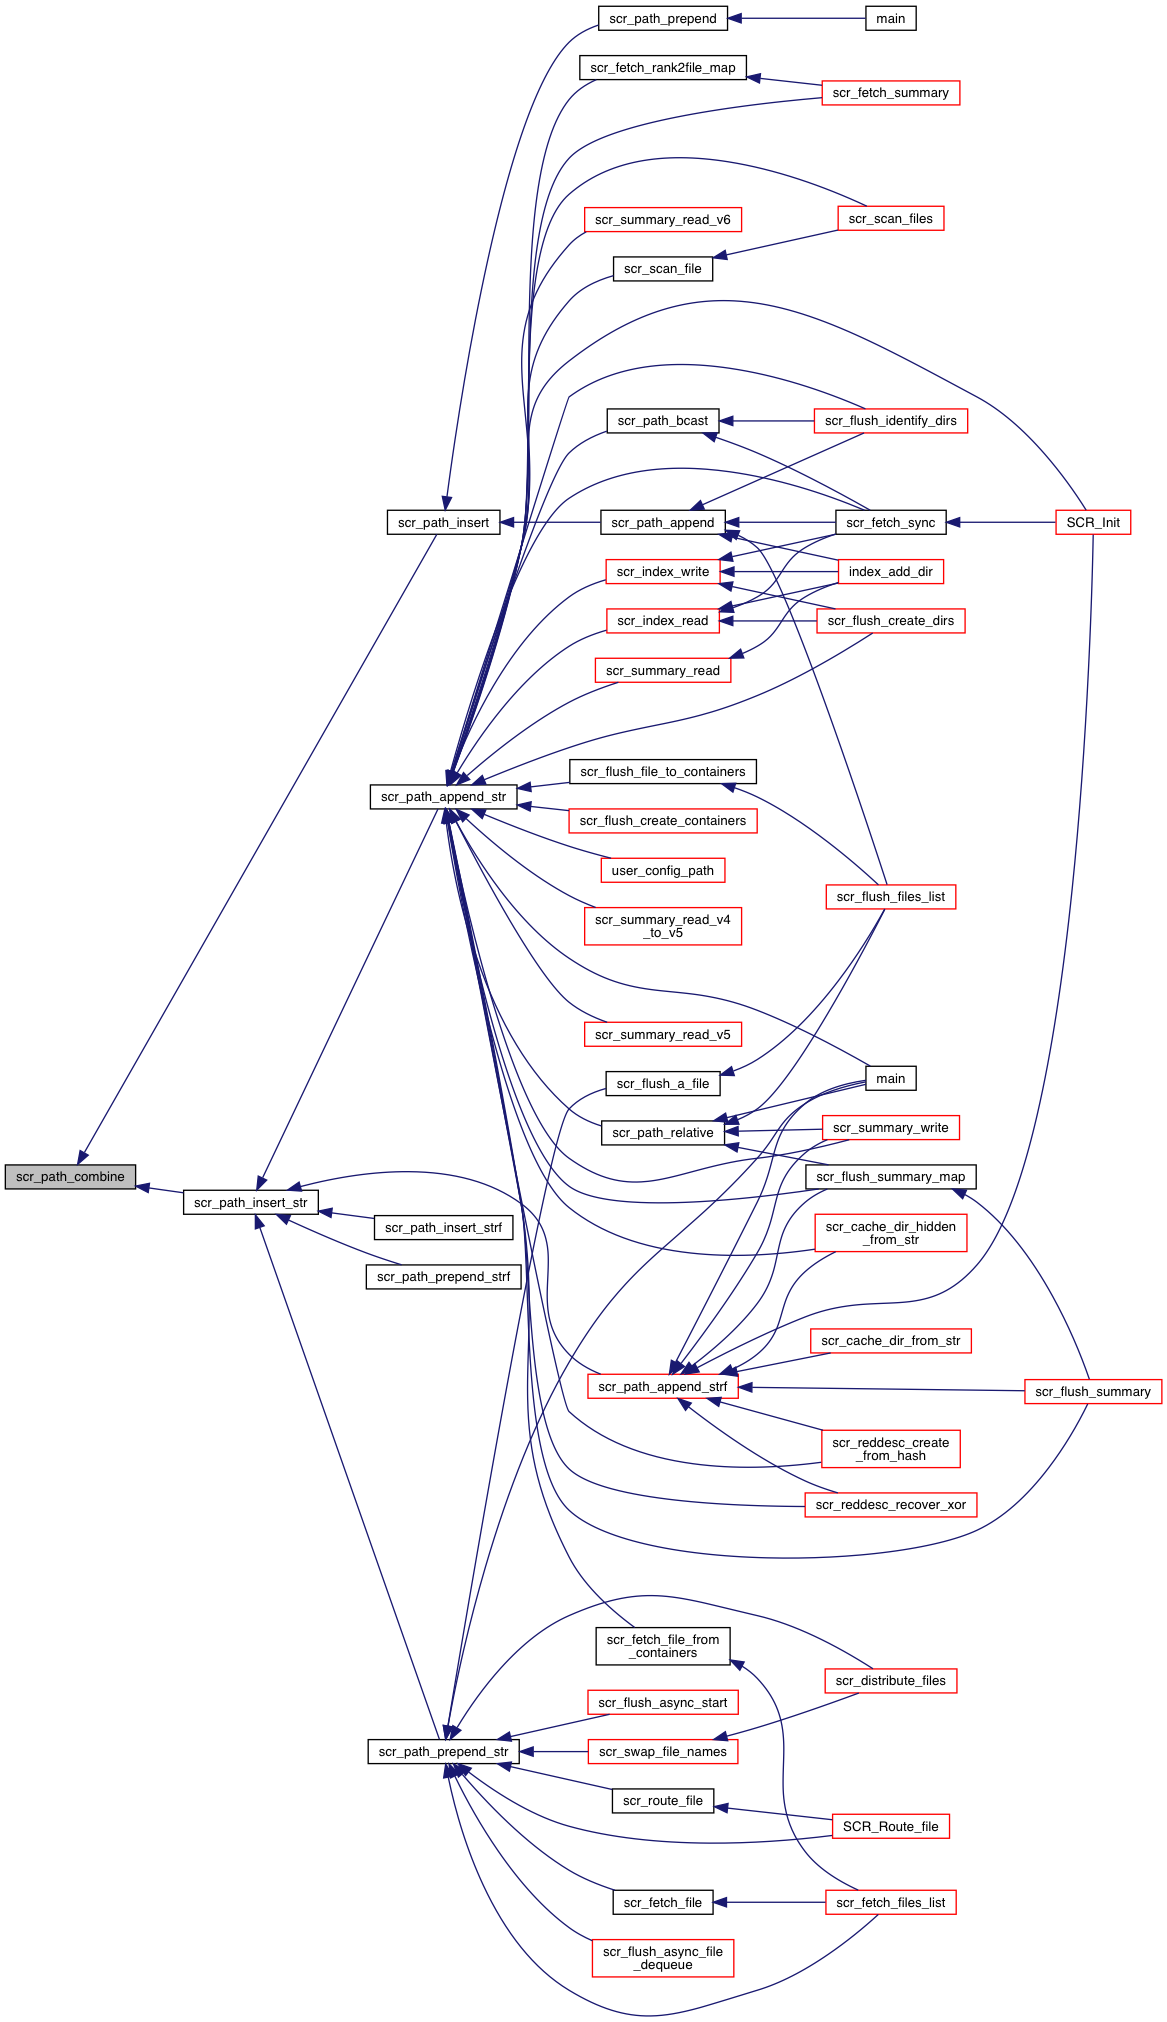 scr_path_prepend
main
scr_fetch_rank2file_map
scr_fetch_summary
scr_summary_read_v6
scr_scan_files
scr_scan_file
scr_path_bcast
scr_flush_identify_dirs
scr_path_insert
scr_path_append
scr_fetch_sync
SCR_Init
scr_index_write
index_add_dir
scr_index_read
scr_flush_create_dirs
scr_summary_read
scr_flush_file_to_containers
scr_path_append_str
scr_flush_create_containers
user_config_path
scr_flush_files_list
scr_summary_read_v4
_to_v5
scr_summary_read_v5
scr_flush_a_file
main
scr_path_relative
scr_summary_write
scr_path_combine
scr_flush_summary_map
scr_path_insert_str
scr_path_insert_strf
scr_cache_dir_hidden
_from_str
scr_path_prepend_strf
scr_cache_dir_from_str
scr_path_append_strf
scr_flush_summary
scr_reddesc_create
_from_hash
scr_reddesc_recover_xor
scr_fetch_file_from
_containers
scr_distribute_files
scr_flush_async_start
scr_path_prepend_str
scr_swap_file_names
scr_route_file
SCR_Route_file
scr_fetch_file
scr_fetch_files_list
scr_flush_async_file
_dequeue